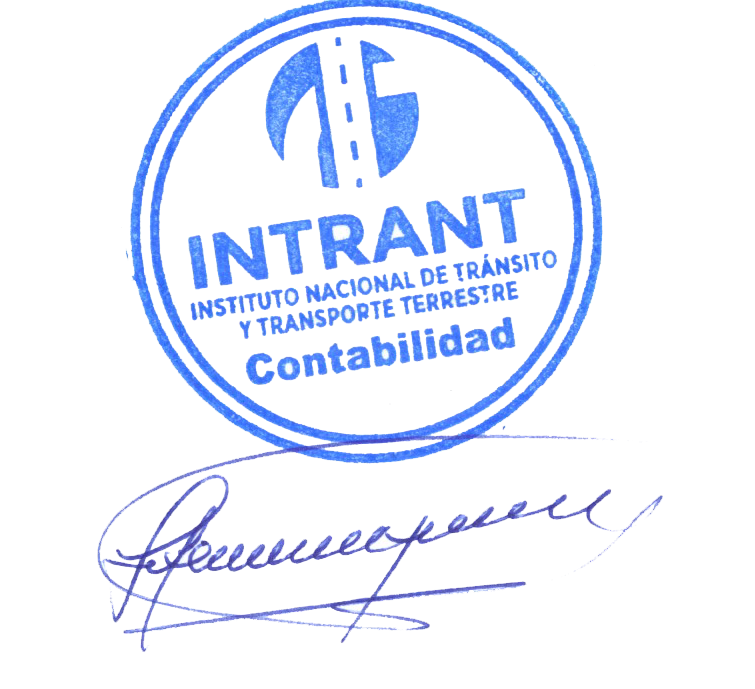 INTRANT
INSTITUTO NACIONAL DE TRÁNSITO
Y TRANSPORTE TERRESTRE
Contabilidad